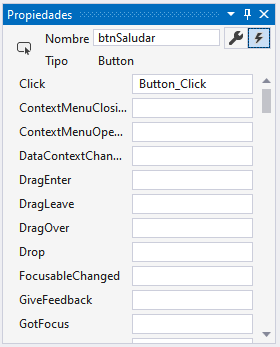 Propiedades
Nombre btnSaludar
Tipo Button
Click Button_Click
ContextMenuClosi...
ContextMenuOpe...
DataContextChan...
DragEnter
DragLeave
DragOver
Drop
FocusableChanged
GiveFeedback
GotFocus